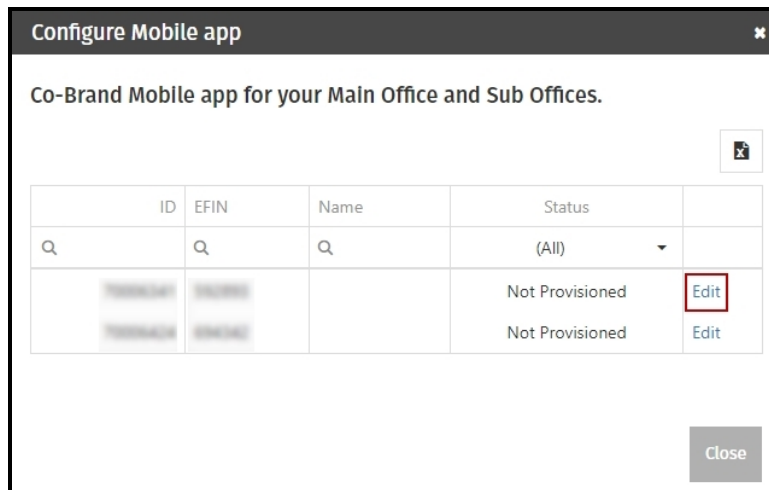 Configure Mobile app
Co-Brand Mobile app for your Main Office and Sub Offices.
ID EFIN Name Status
(All)
Not Provisioned Edit
Not Provisioned Edit
Close